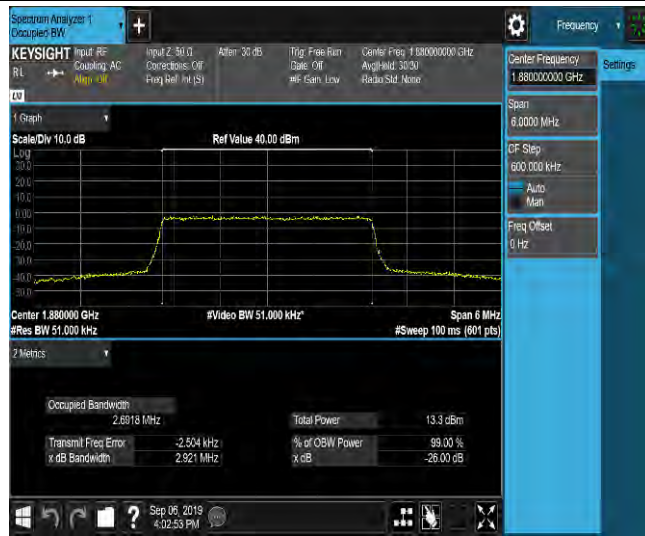 Spectrum Analyzer 1
Occupied BW
Frequency
KEYSIGHT
Input: RF
Coupling: AC
Align: Off
Input Z: 50 Ω
Corrections: Off
Freq Ref: Int (S)
Atten: 30 dB
Trig: Free Run
Gate: Off
#IF Gain: Low
Center Freq: 1.880000000 GHz
Avg|Hold: 30/30
Radio Std: None
RL
Center Frequency
1.880000000 GHz
Settings
Span
6.0000 MHz
CF Step
600.000 kHz
Auto
Man
Freq Offset
0 Hz
1 Graph
Scale/Div 10.0 dB
Ref Value 40.00 dBm
Log
30.0
20.0
10.0
0.00
-10.0
-20.0
-30.0
-40.0
-50.0
Center 1.880000 GHz
#Video BW 51.000 kHz*
Span 6 MHz
#Res BW 51.000 kHz
#Sweep 100 ms (601 pts)
2 Metrics
Occupied Bandwidth
2.6918 MHz
Total Power
13.3 dBm
Transmit Freq Error
-2.504 kHz
% of OBW Power
99.00 %
x dB Bandwidth
2.921 MHz
x dB
-26.00 dB
?
Sep 06, 2019
4:02:53 PM